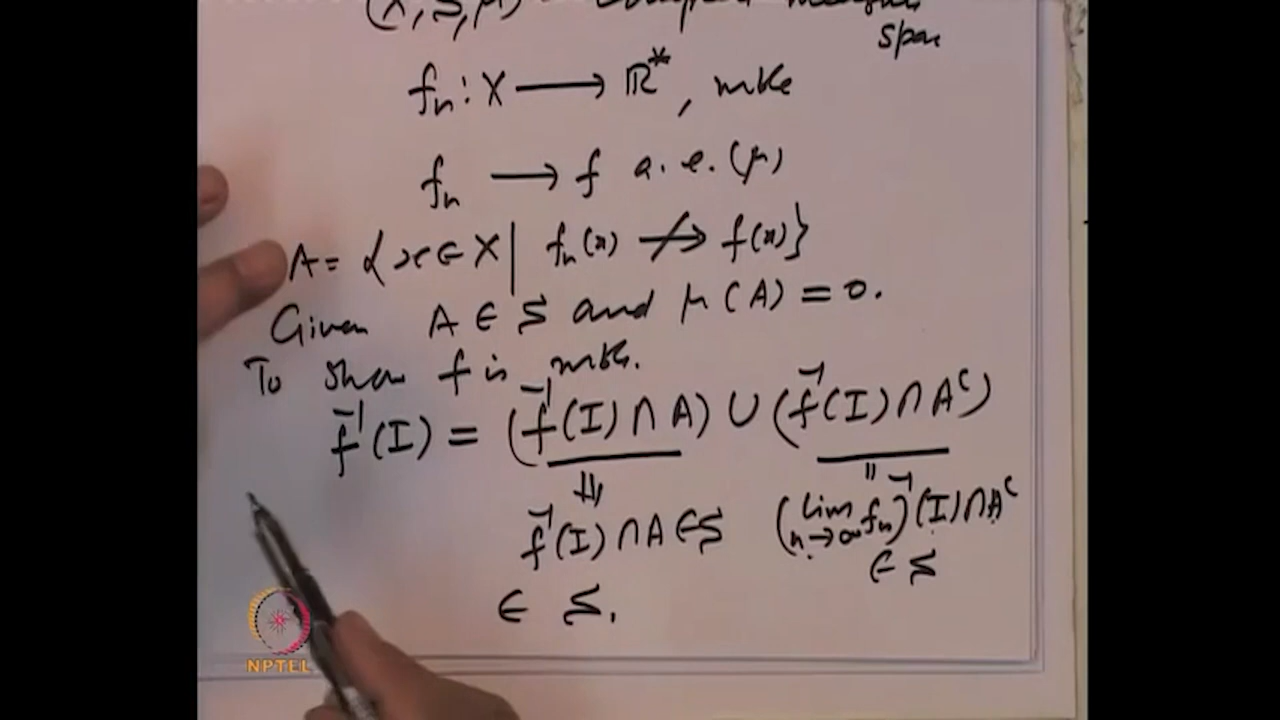 (X, S, μ) - complete measure
space
fₙ : X ⟶ ℝ*, mble
fₙ ⟶ f a.e. (μ)
A = {x ∈ X | fₙ(x) ↛ f(x)}
Given A ∈ S and μ(A) = 0.
To show f is mble.
f⁻¹(I) = (f⁻¹(I) ∩ A) ∪ (f⁻¹(I) ∩ Aᶜ)
⇓ ||
f⁻¹(I) ∩ A ∈ S (lim n→∞ fₙ)⁻¹(I) ∩ Aᶜ
∈ S
∈ S.
NPTEL